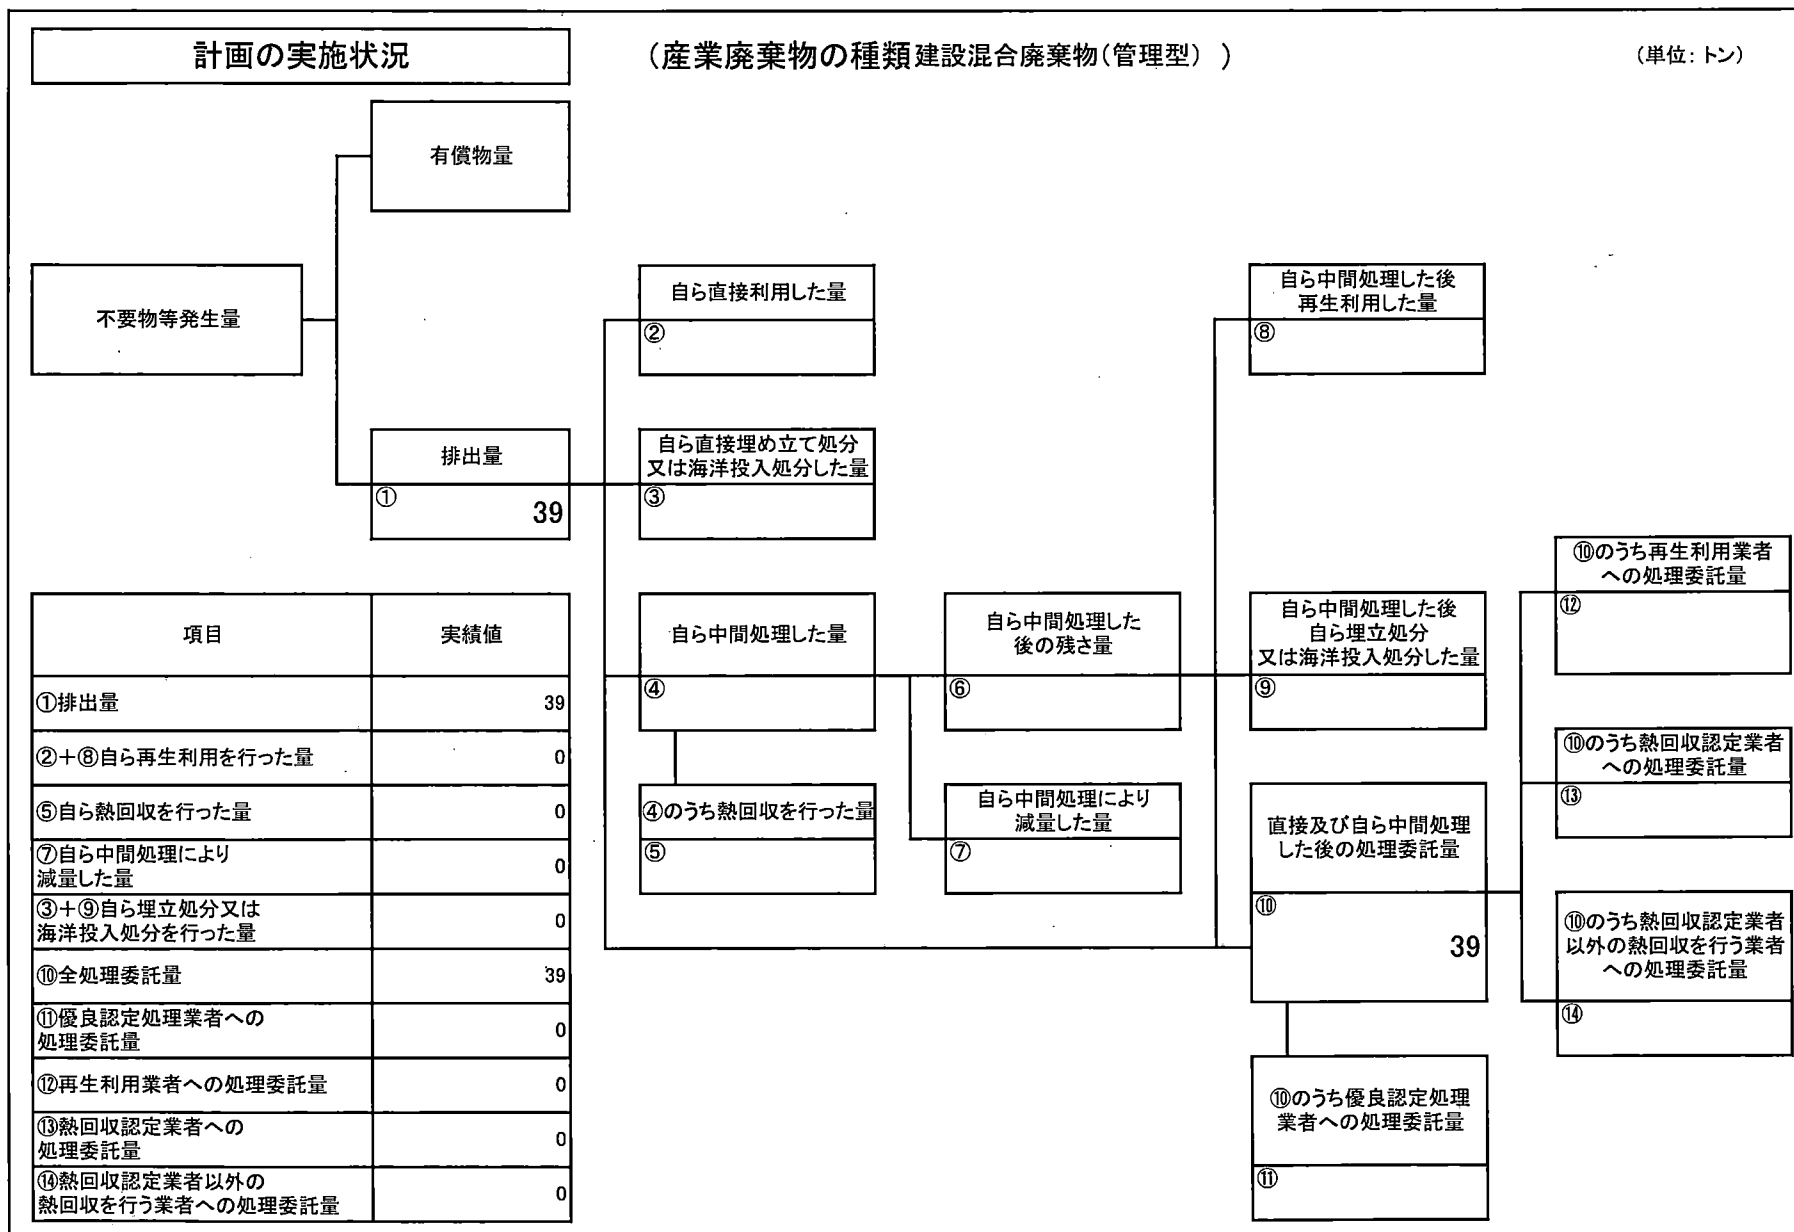 計画の実施状況
(産業廃棄物の種類建設混合廃棄物(管理型) )
(単位:トン)
有償物量
不要物等発生量
排出量
①
39
自ら直接利用した量
②
自ら直接埋め立て処分
又は海洋投入処分した量
③
自ら中間処理した量
④
④のうち熱回収を行った量
⑤
自ら中間処理した
後の残さ量
⑥
自ら中間処理により
減量した量
⑦
自ら中間処理した後
再生利用した量
⑧
自ら中間処理した後
自ら埋立処分
又は海洋投入処分した量
⑨
直接及び自ら中間処理
した後の処理委託量
⑩
39
⑩のうち優良認定処理
業者への処理委託量
⑪
⑩のうち再生利用業者
への処理委託量
⑫
⑩のうち熱回収認定業者
への処理委託量
⑬
⑩のうち熱回収認定業者
以外の熱回収を行う業者
への処理委託量
⑭
項目 実績値
①排出量 39
②+⑧自ら再生利用を行った量 0
⑤自ら熱回収を行った量 0
⑦自ら中間処理により
減量した量 0
③+⑨自ら埋立処分又は
海洋投入処分を行った量 0
⑩全処理委託量 39
⑪優良認定処理業者への
処理委託量 0
⑫再生利用業者への処理委託量 0
⑬熱回収認定業者への
処理委託量 0
⑭熱回収認定業者以外の
熱回収を行う業者への処理委託量 0